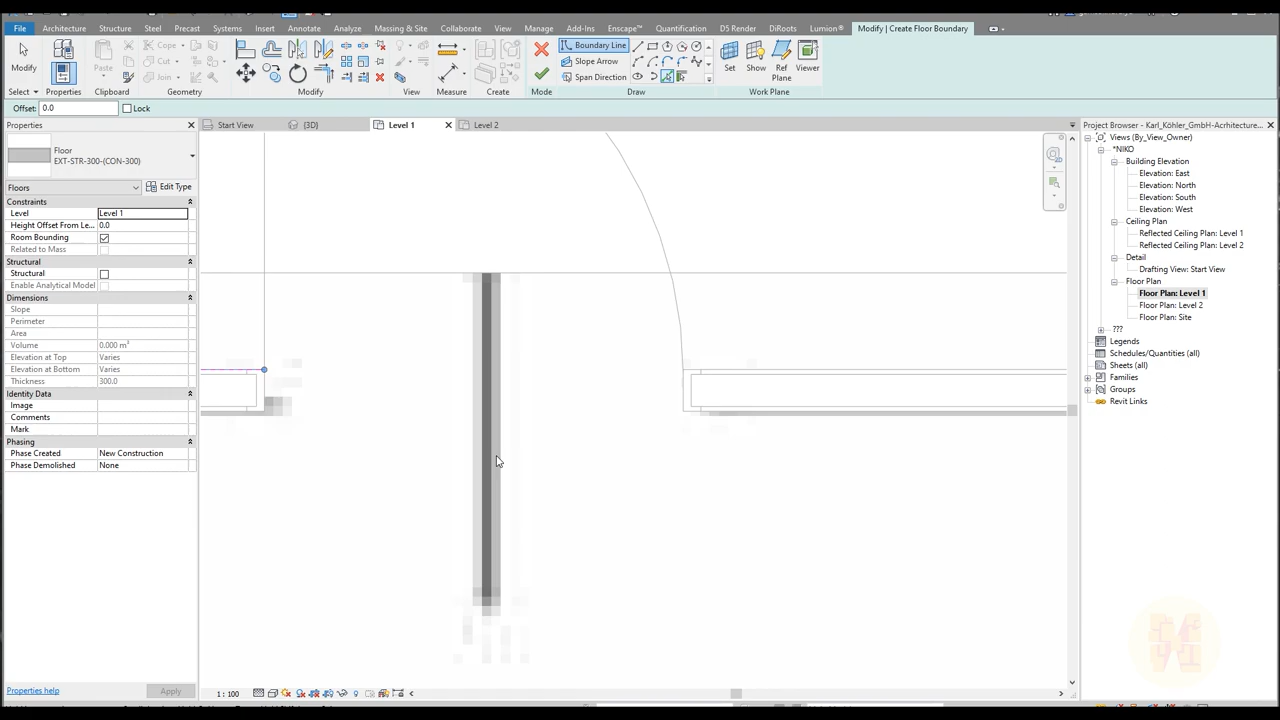 File Architecture Structure Steel Precast Systems Insert Annotate Analyze Massing & Site Collaborate View Manage Add-Ins Enscape™ Quantification D5 Render DiRoots Lumion® Modify | Create Floor Boundary
Modify
Properties
Paste
Cut
Join
Boundary Line
Slope Arrow
Span Direction
Set
Show
Ref
Plane
Viewer
Select Properties Clipboard Geometry Modify View Measure Create Mode Draw Work Plane
Offset: 0.0 Lock
Properties
Start View
{3D}
Level 1
Level 2
Project Browser - Karl_Köhler_GmbH-Acrhitecture...
Floor
EXT-STR-300-(CON-300)
Floors Edit Type
Constraints
Level Level 1
Height Offset From Le... 0.0
Room Bounding
Related to Mass
Structural
Structural
Enable Analytical Model
Dimensions
Slope
Perimeter
Area
Volume 0.000 m³
Elevation at Top Varies
Elevation at Bottom Varies
Thickness 300.0
Identity Data
Image
Comments
Mark
Phasing
Phase Created New Construction
Phase Demolished None
Properties help Apply
1 : 100
Views (By_View_Owner)
*NIKO
Building Elevation
Elevation: East
Elevation: North
Elevation: South
Elevation: West
Ceiling Plan
Reflected Ceiling Plan: Level 1
Reflected Ceiling Plan: Level 2
Detail
Drafting View: Start View
Floor Plan
Floor Plan: Level 1
Floor Plan: Level 2
Floor Plan: Site
???
Legends
Schedules/Quantities (all)
Sheets (all)
Families
Groups
Revit Links